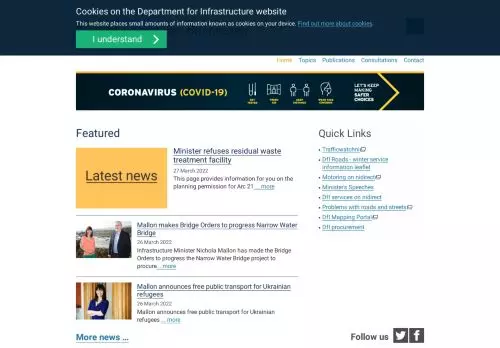 Cookies on the Department for Infrastructure website
This website places small amounts of information known as cookies on your device. Find out more about cookies.
I understand
Home Topics Publications Consultations Contact
CORONAVIRUS (COVID-19)
LET'S KEEP
MAKING
SAFER
CHOICES
Featured
Latest news
Minister refuses residual waste
treatment facility
27 March 2022
This page provides information for you on the
planning permission for Arc 21 ...more
Mallon makes Bridge Orders to progress Narrow Water
Bridge
26 March 2022
Infrastructure Minister Nichola Mallon has made the Bridge
Orders to progress the Narrow Water Bridge project to
procure...more
Mallon announces free public transport for Ukrainian
refugees
26 March 2022
Mallon announces free public transport for Ukrainian
refugees ... more
More news ...
Quick Links
TrafficwatchNI
DfI Roads - winter service
information leaflet
Motoring on nidirect
Minister's Speeches
DfI services on nidirect
Problems with roads and streets
DfI Mapping Portal
DfI procurement
Follow us